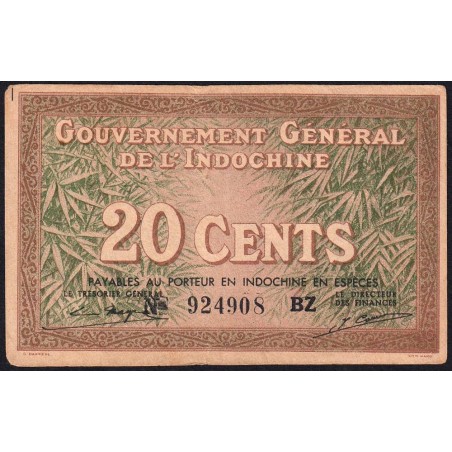 GOUVERNEMENT GÉNÉRAL
DE L'INDOCHINE
20 CENTS
PAYABLES AU PORTEUR EN INDOCHINE EN ESPÈCES
LE TRÉSORIER GÉNÉRAL
LE DIRECTEUR
DES FINANCES
Nº 924908 BZ